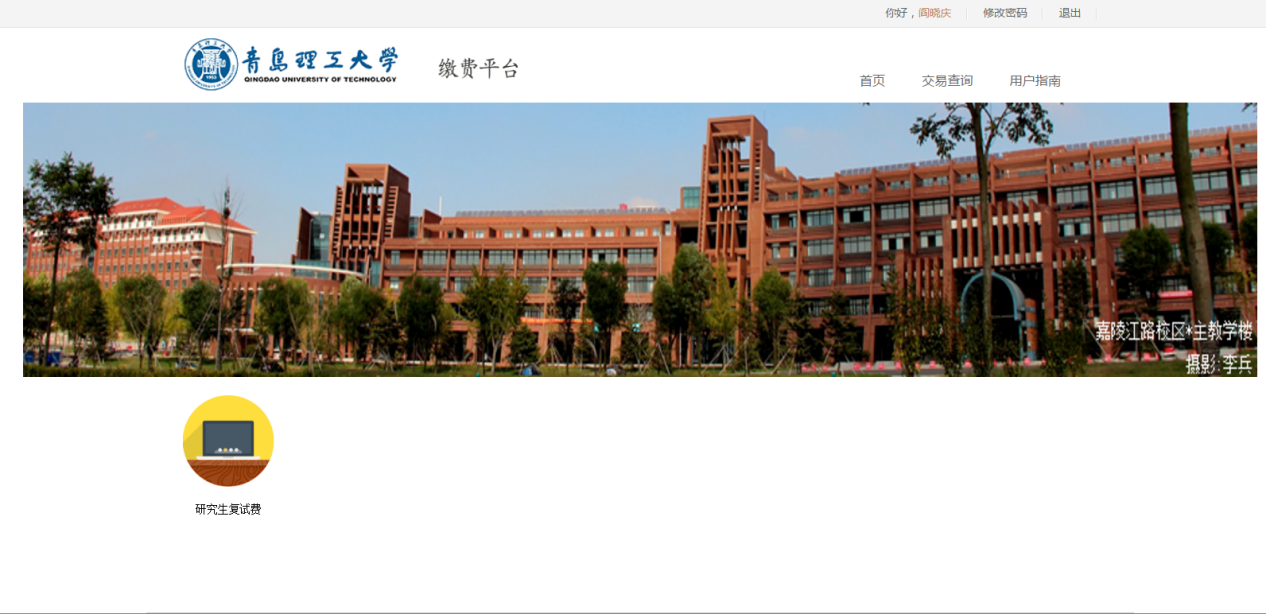 你好，阎晓庆
修改密码
退出
青岛理工大学
QINGDAO UNIVERSITY OF TECHNOLOGY
缴费平台
首页
交易查询
用户指南
嘉陵江路校区*主教学楼
摄影:李兵
研究生复试费